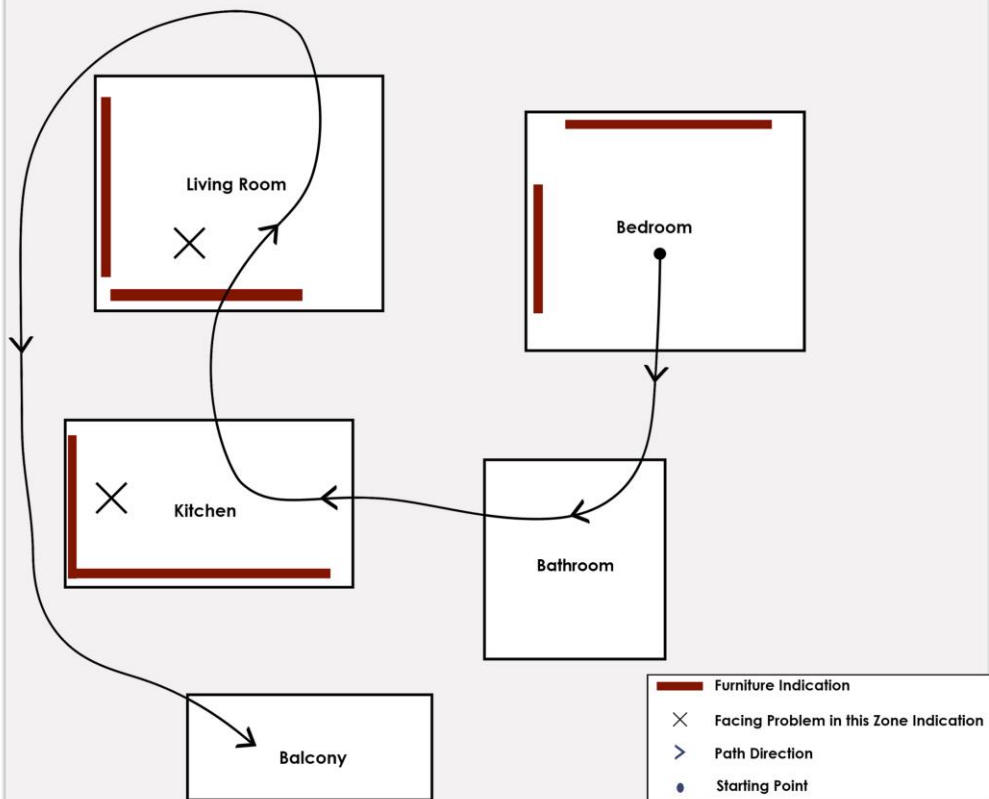 Living Room
Bedroom
Kitchen
Bathroom
Balcony
Furniture Indication
Facing Problem in this Zone Indication
Path Direction
Starting Point